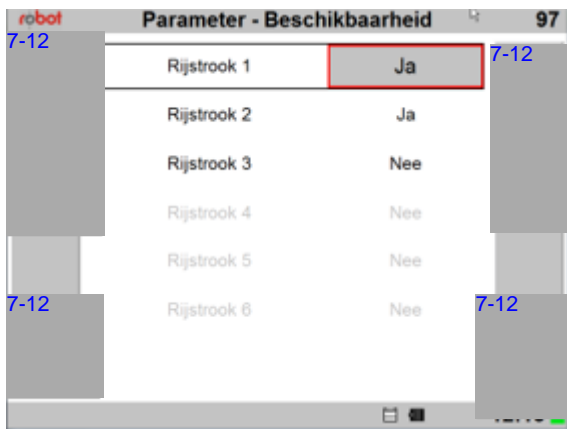 robot Parameter - Beschikbaarheid 97
7-12 7-12
Rijstrook 1 Ja
Rijstrook 2 Ja
Rijstrook 3 Nee
Rijstrook 4 Nee
Rijstrook 5 Nee
Rijstrook 6 Nee
7-12 7-12